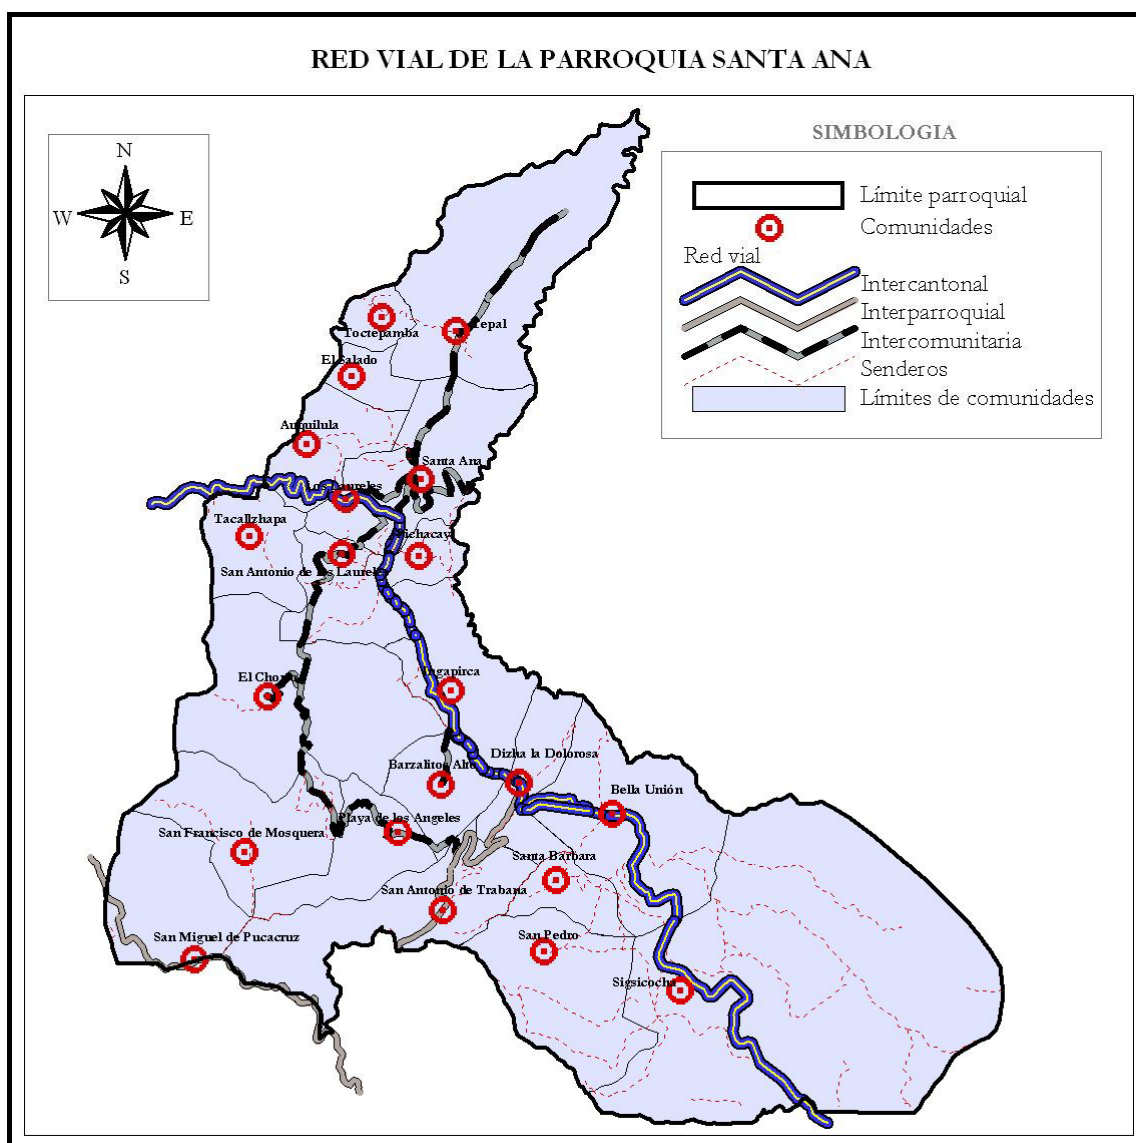 RED VIAL DE LA PARROQUIA SANTA ANA
N
W
E
S
SIMBOLOGIA
Límite parroquial
Comunidades
Red vial
Intercantonal
Interparroquial
Intercomunitaria
Senderos
Límites de comunidades
Toctepamba
El Salado
Auquilula
Santa Ana
Los Laureles
Tacallzhapa
San Antonio de los Laureles
El Chorro
Ingapirca
Dizha la Dolorosa
Barzalitos Alto
Bella Unión
Playa de los Angeles
San Francisco de Mosquera
Santa Bárbara
San Antonio de Trabana
San Pedro
San Miguel de Pucacruz
Sigsicocha